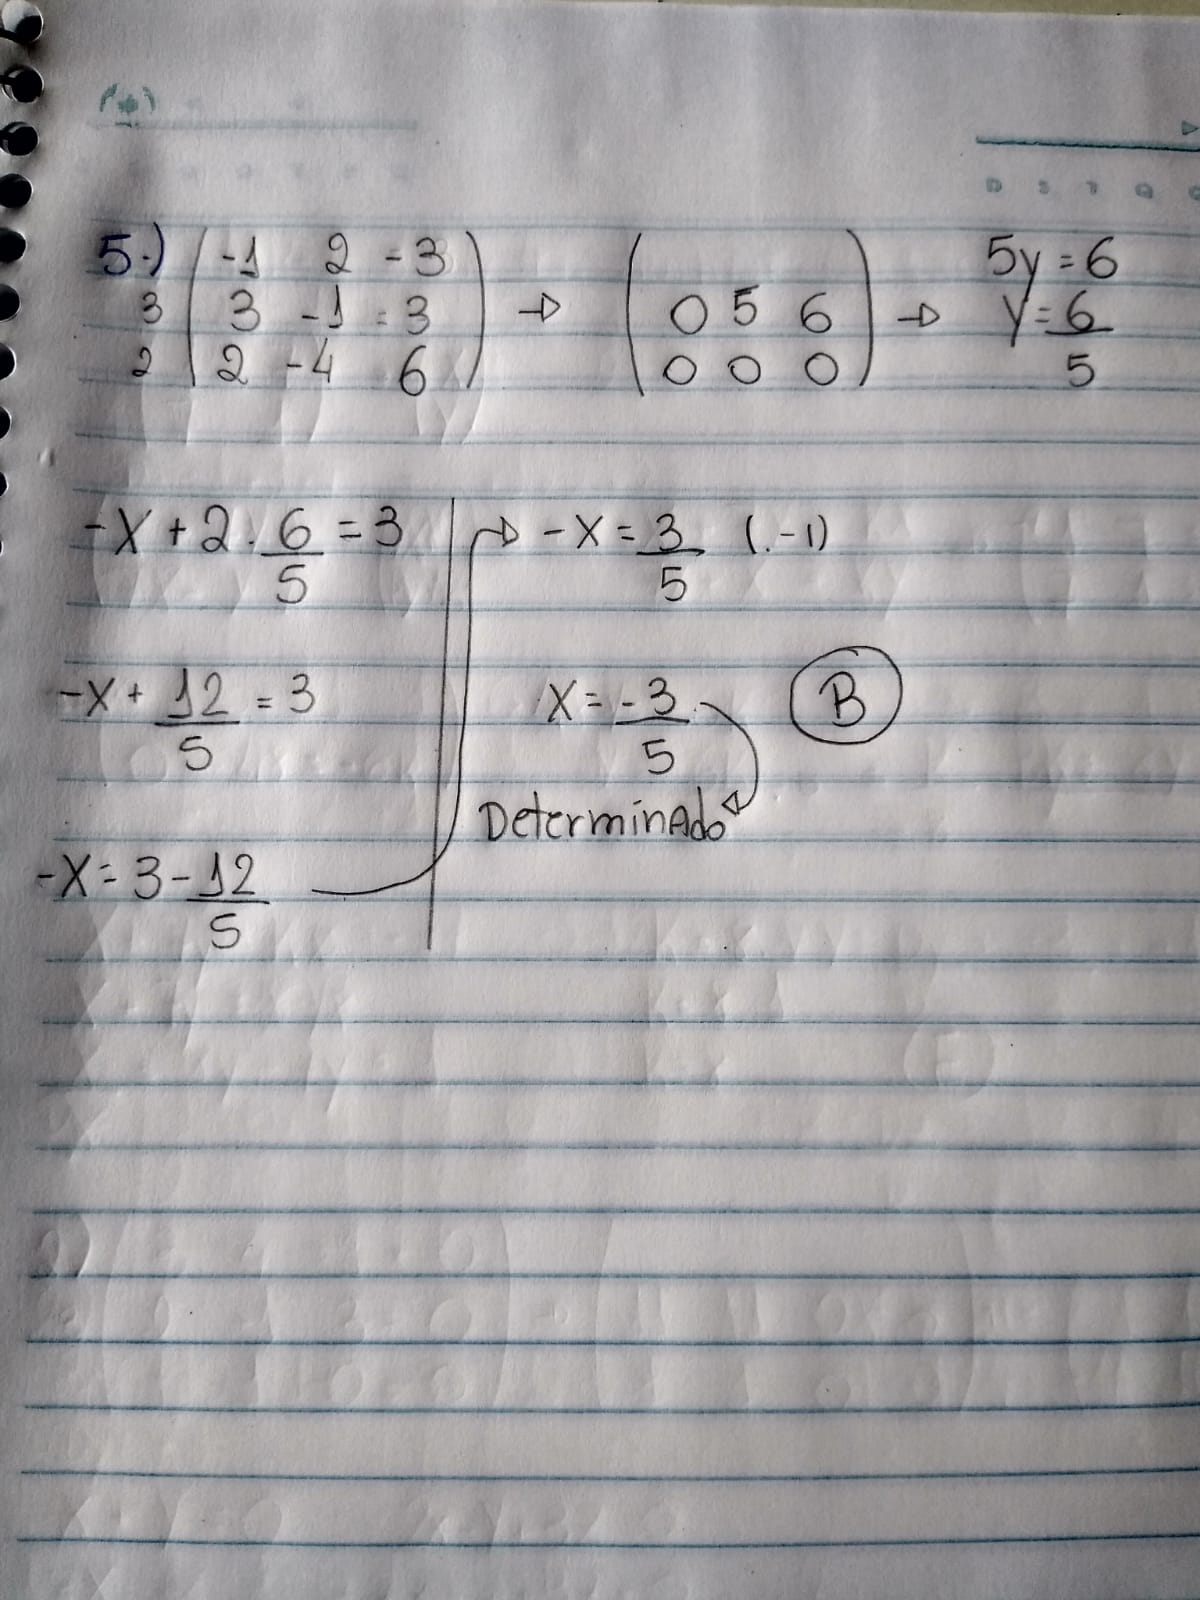 D S T Q
5.) ( -1 2 -3 )
3 ( 3 -1 = 3 ) → ( 0 5 6 ) → 5y = 6
2 ( 2 -4 6 ) ( 0 0 0 ) y = 6/5
-x + 2 . 6/5 = 3
-x + 12/5 = 3
-x = 3 - 12/5
→ -x = 3/5 (.-1)
x = -3/5 B
Determinado